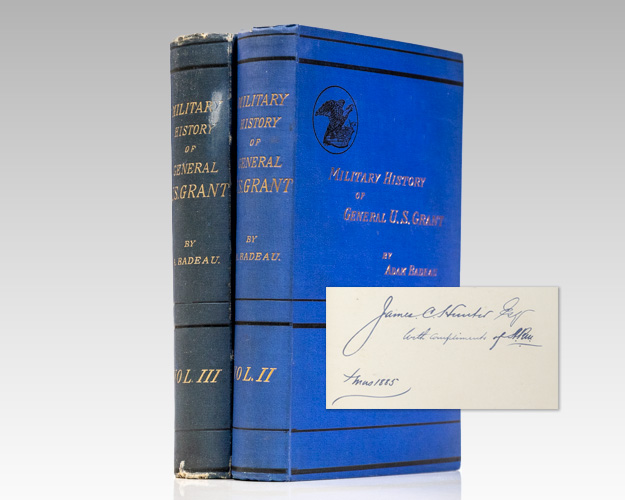 MILITARY
HISTORY
OF
GENERAL
U.S. GRANT
BY
A. BADEAU.
VOL. III
MILITARY
HISTORY
OF
GENERAL
U.S. GRANT
BY
A. BADEAU.
VOL. II
MILITARY HISTORY
OF
GENERAL U.S. GRANT
BY
ADAM BADEAU
James. C Hunter Esq
With compliments of
Xmas 1885